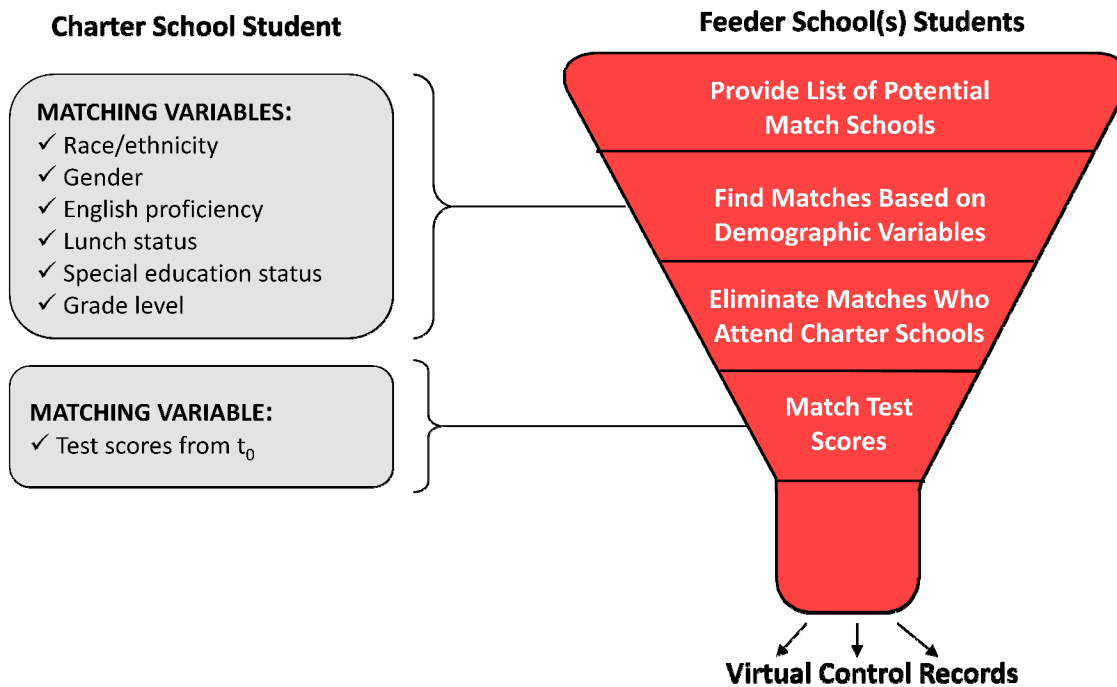 Charter School Student
MATCHING VARIABLES:
✓ Race/ethnicity
✓ Gender
✓ English proficiency
✓ Lunch status
✓ Special education status
✓ Grade level
MATCHING VARIABLE:
✓ Test scores from t₀
Feeder School(s) Students
Provide List of Potential
Match Schools
Find Matches Based on
Demographic Variables
Eliminate Matches Who
Attend Charter Schools
Match Test
Scores
Virtual Control Records